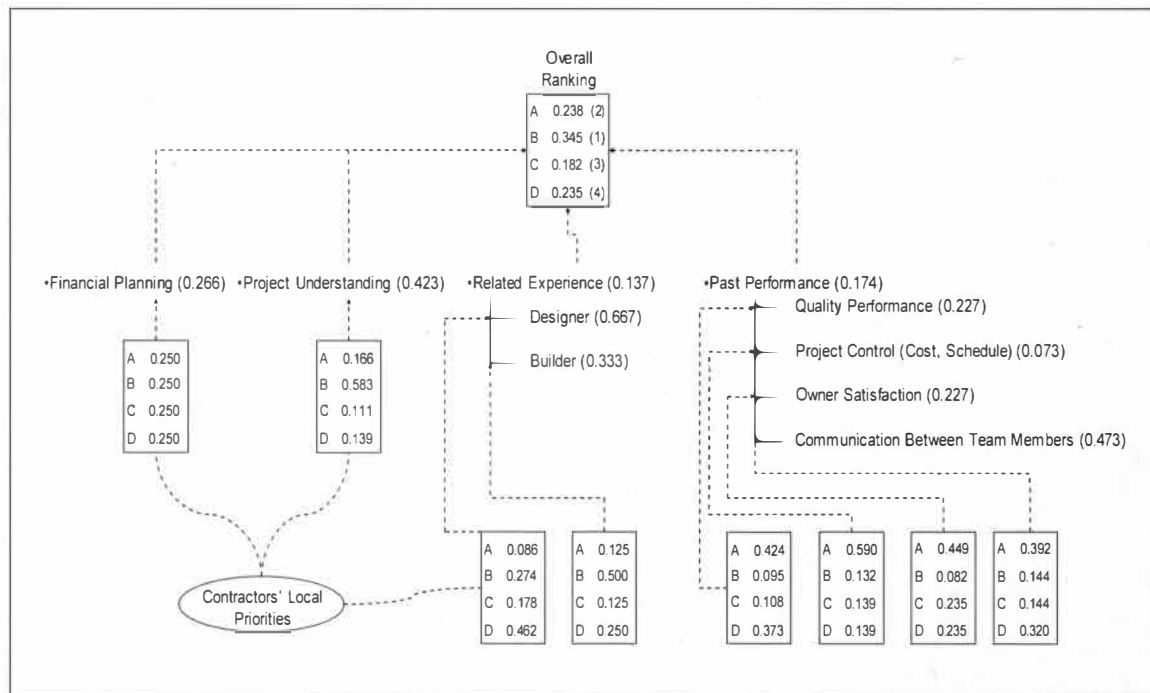 Overall
Ranking
A 0.238 (2)
B 0.345 (1)
C 0.182 (3)
D 0.235 (4)
•Financial Planning (0.266)
•Project Understanding (0.423)
•Related Experience (0.137)
•Past Performance (0.174)
Designer (0.667)
Builder (0.333)
Quality Performance (0.227)
Project Control (Cost, Schedule) (0.073)
Owner Satisfaction (0.227)
Communication Between Team Members (0.473)
A 0.250
B 0.250
C 0.250
D 0.250
A 0.166
B 0.583
C 0.111
D 0.139
Contractors' Local
Priorities
A 0.086
B 0.274
C 0.178
D 0.462
A 0.125
B 0.500
C 0.125
D 0.250
A 0.424
B 0.095
C 0.108
D 0.373
A 0.590
B 0.132
C 0.139
D 0.139
A 0.449
B 0.082
C 0.235
D 0.235
A 0.392
B 0.144
C 0.144
D 0.320